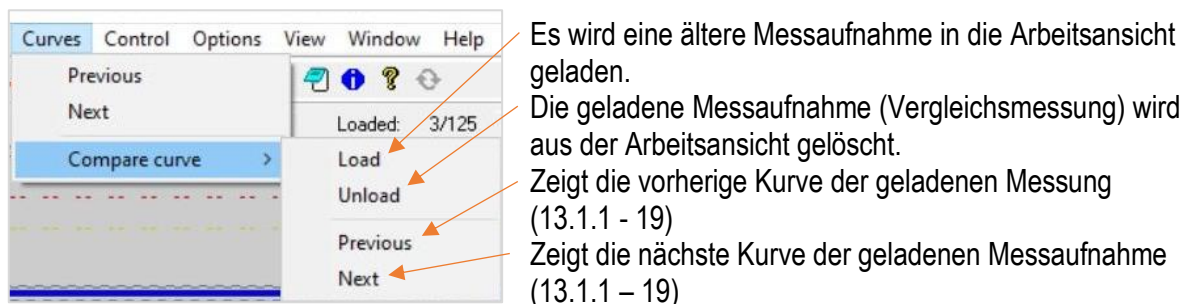 Curves Control Options View Window Help
Previous
Next
Loaded: 3/125
Compare curve >
Load
Unload
Previous
Next
Es wird eine ältere Messaufnahme in die Arbeitsansicht
geladen.
Die geladene Messaufnahme (Vergleichsmessung) wird
aus der Arbeitsansicht gelöscht.
Zeigt die vorherige Kurve der geladenen Messung
(13.1.1 - 19)
Zeigt die nächste Kurve der geladenen Messaufnahme
(13.1.1 – 19)